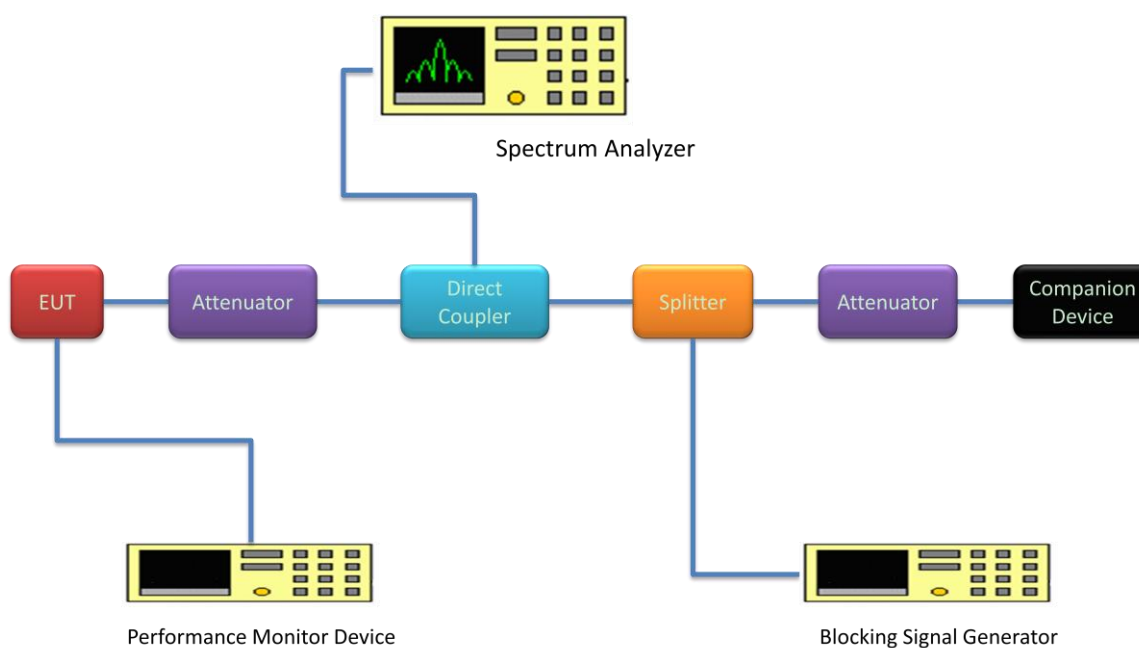 Spectrum Analyzer
EUT
Attenuator
Direct
Coupler
Splitter
Attenuator
Companion
Device
Performance Monitor Device
Blocking Signal Generator